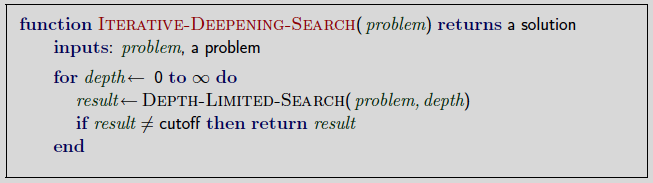 function ITERATIVE-DEEPENING-SEARCH( problem) returns a solution
inputs: problem, a problem
for depth ← 0 to ∞ do
result ← DEPTH-LIMITED-SEARCH( problem, depth)
if result ≠ cutoff then return result
end